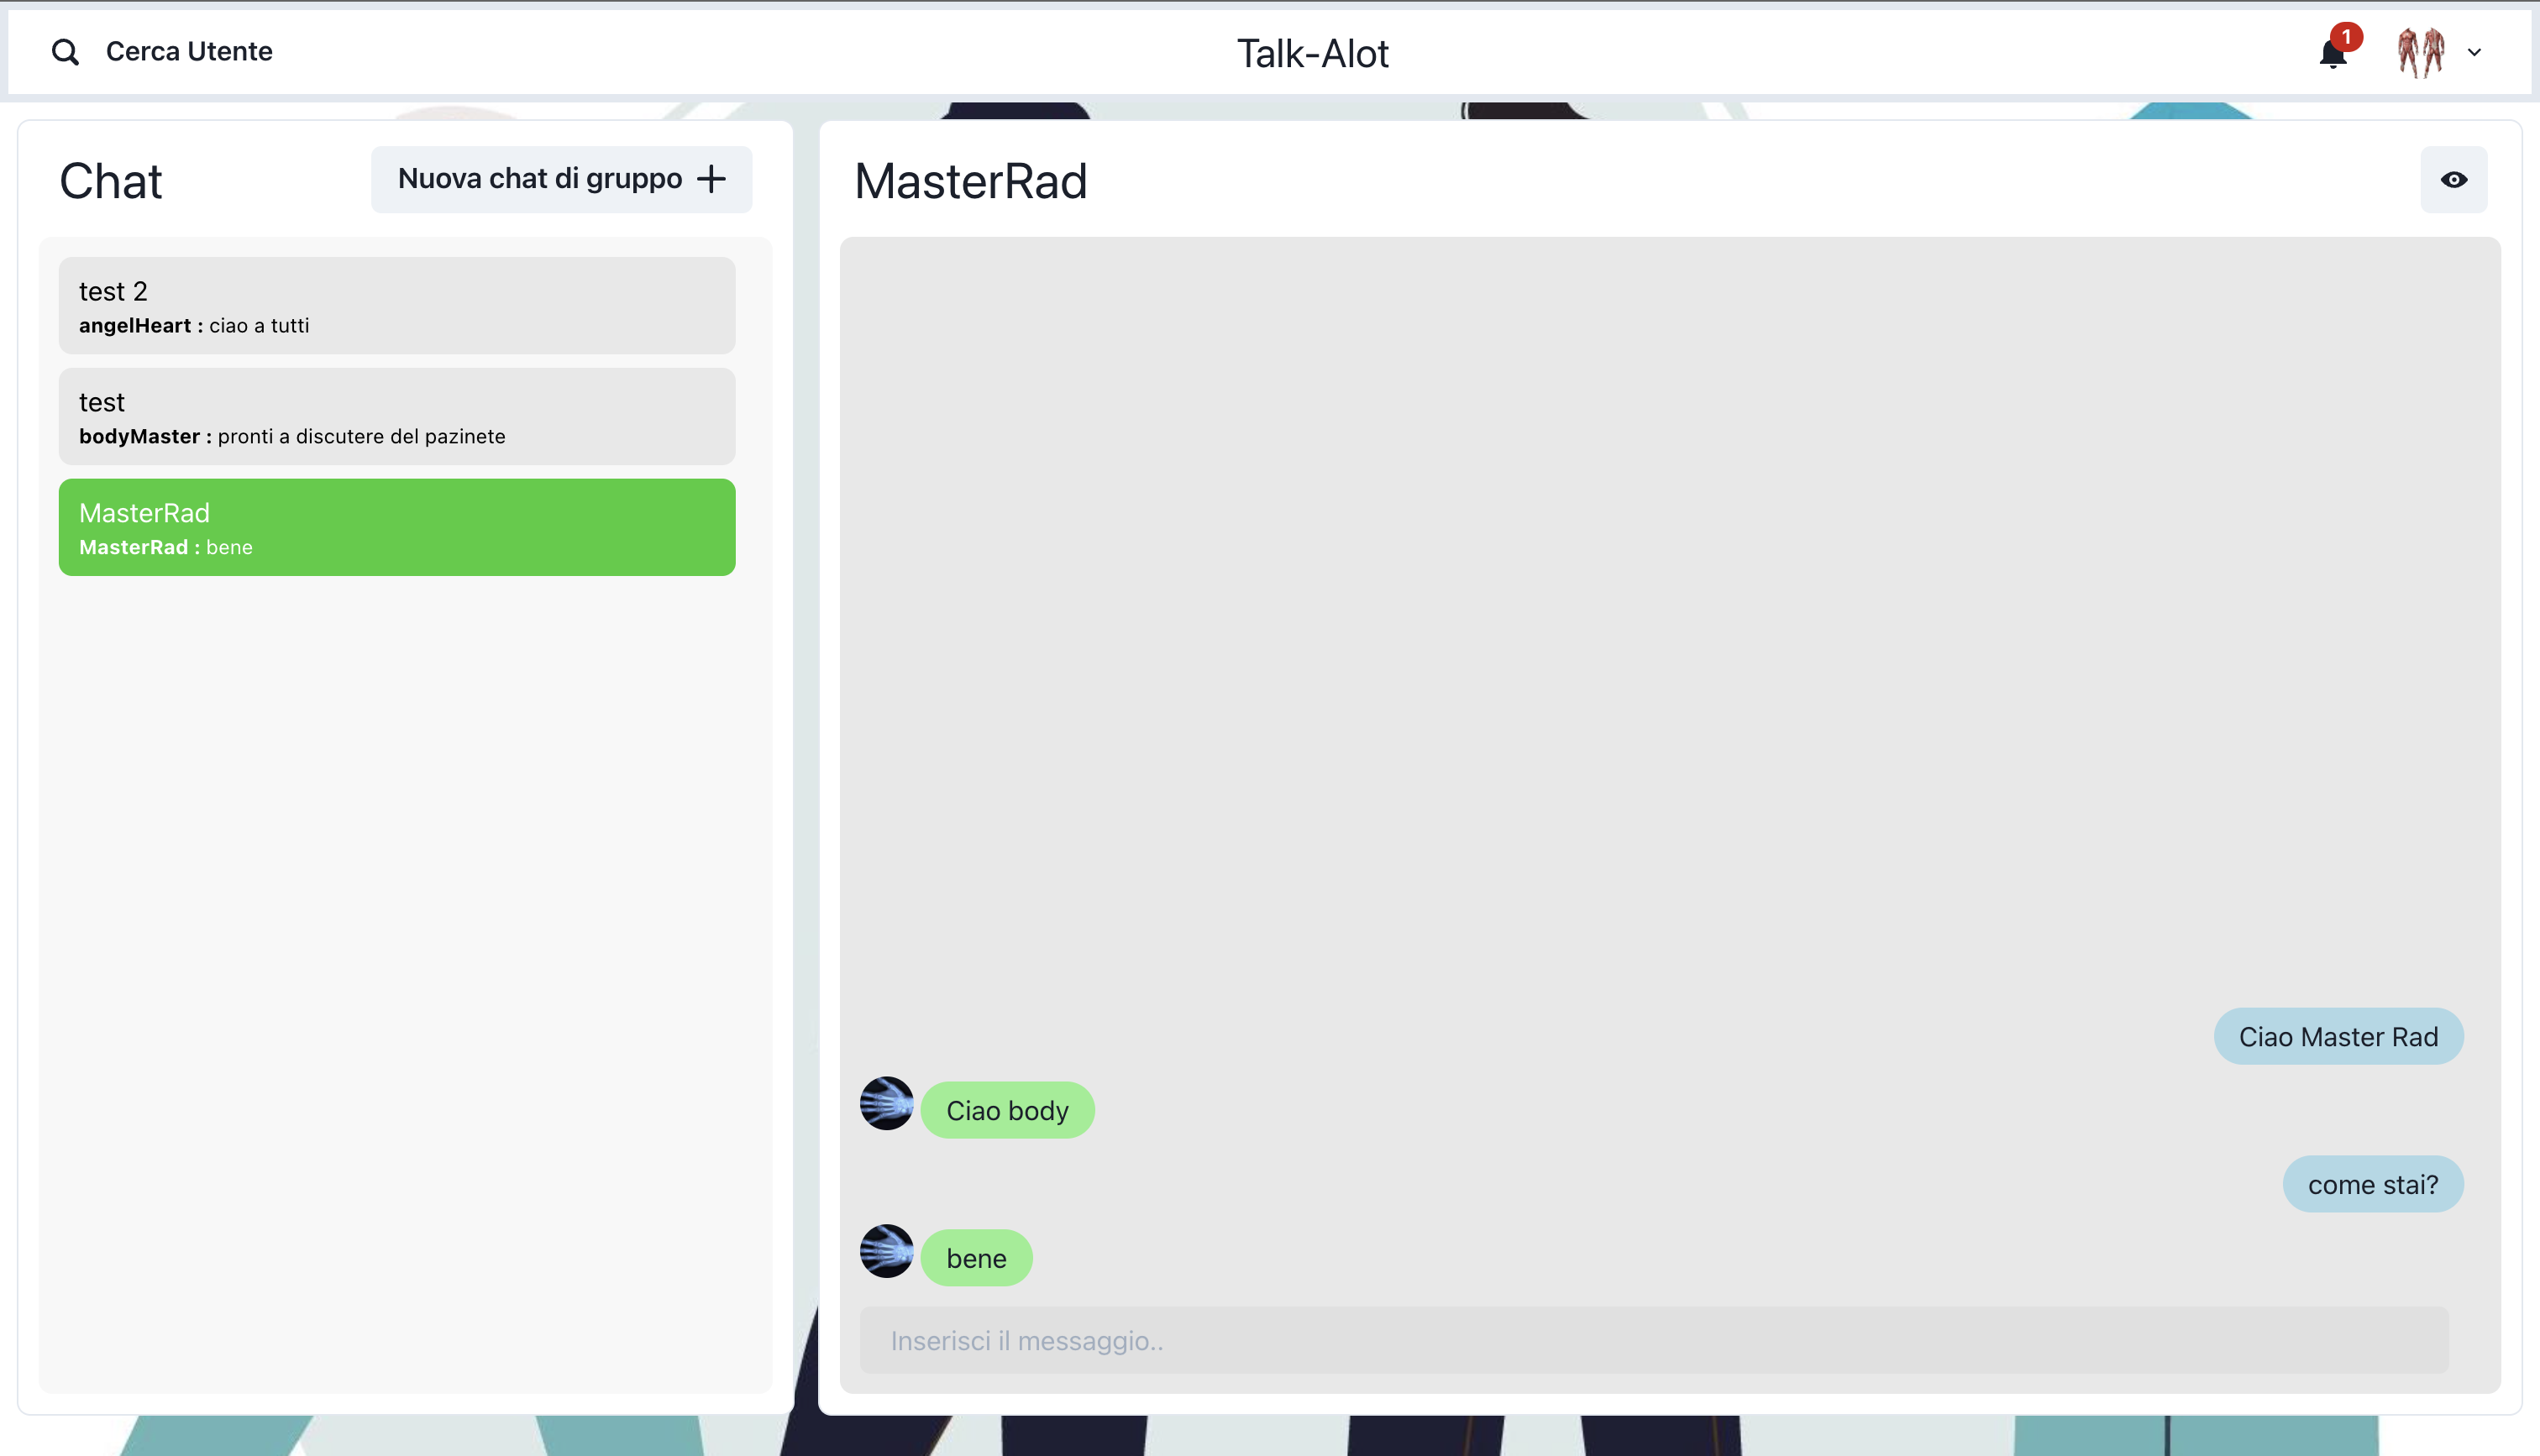 Cerca Utente
Talk-Alot
1
Chat
Nuova chat di gruppo
test 2
angelHeart : ciao a tutti
test
bodyMaster : pronti a discutere del pazinete
MasterRad
MasterRad : bene
MasterRad
Ciao Master Rad
Ciao body
come stai?
bene
Inserisci il messaggio..